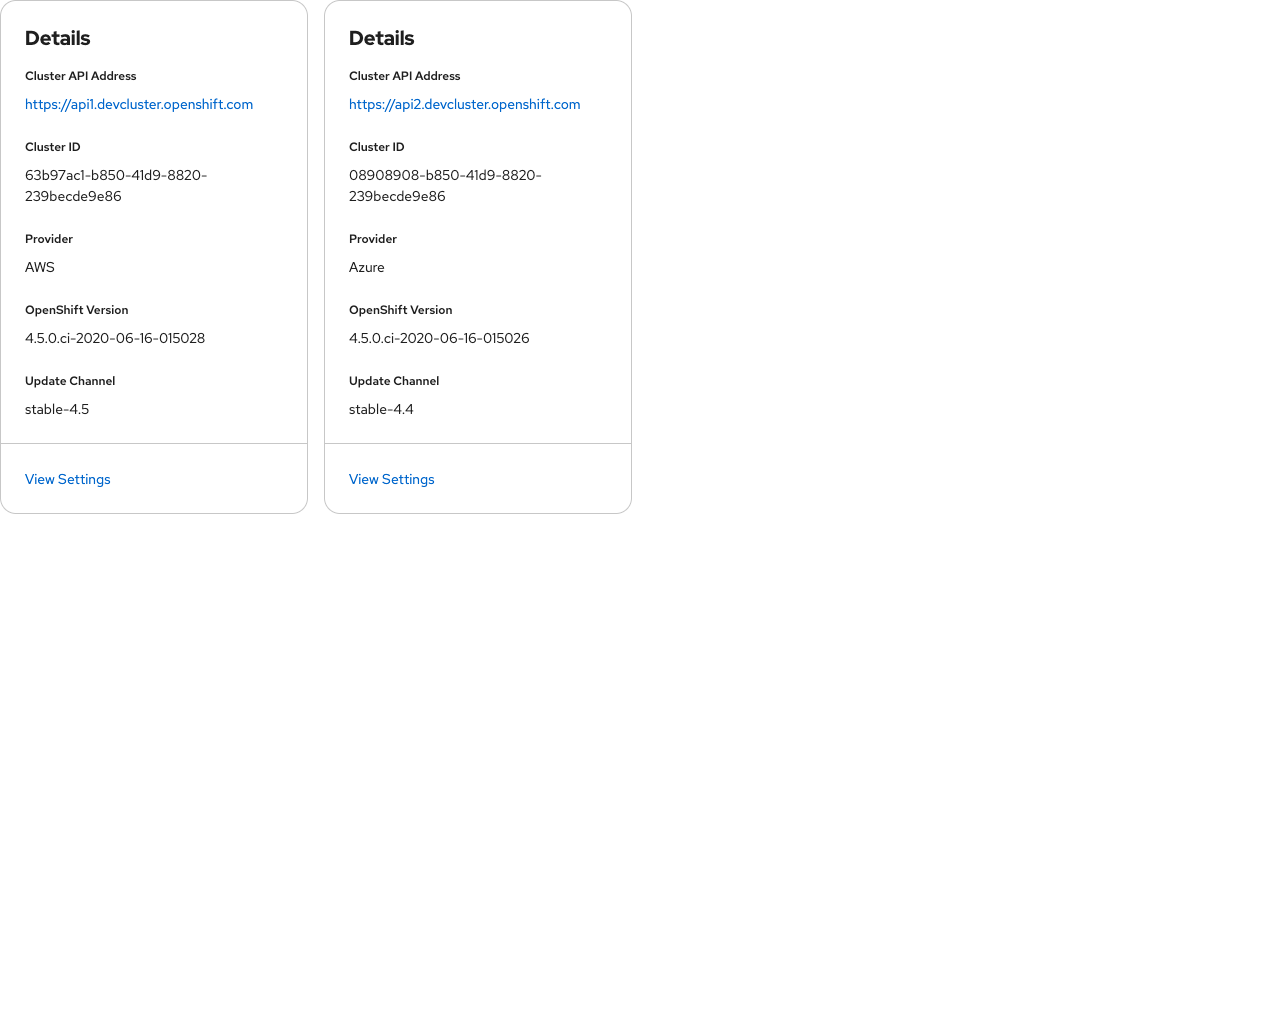 Details
Cluster API Address
https://api1.devcluster.openshift.com
Cluster ID
63b97ac1-b850-41d9-8820-
239becde9e86
Provider
AWS
OpenShift Version
4.5.0.ci-2020-06-16-015028
Update Channel
stable-4.5
View Settings
Details
Cluster API Address
https://api2.devcluster.openshift.com
Cluster ID
08908908-b850-41d9-8820-
239becde9e86
Provider
Azure
OpenShift Version
4.5.0.ci-2020-06-16-015026
Update Channel
stable-4.4
View Settings